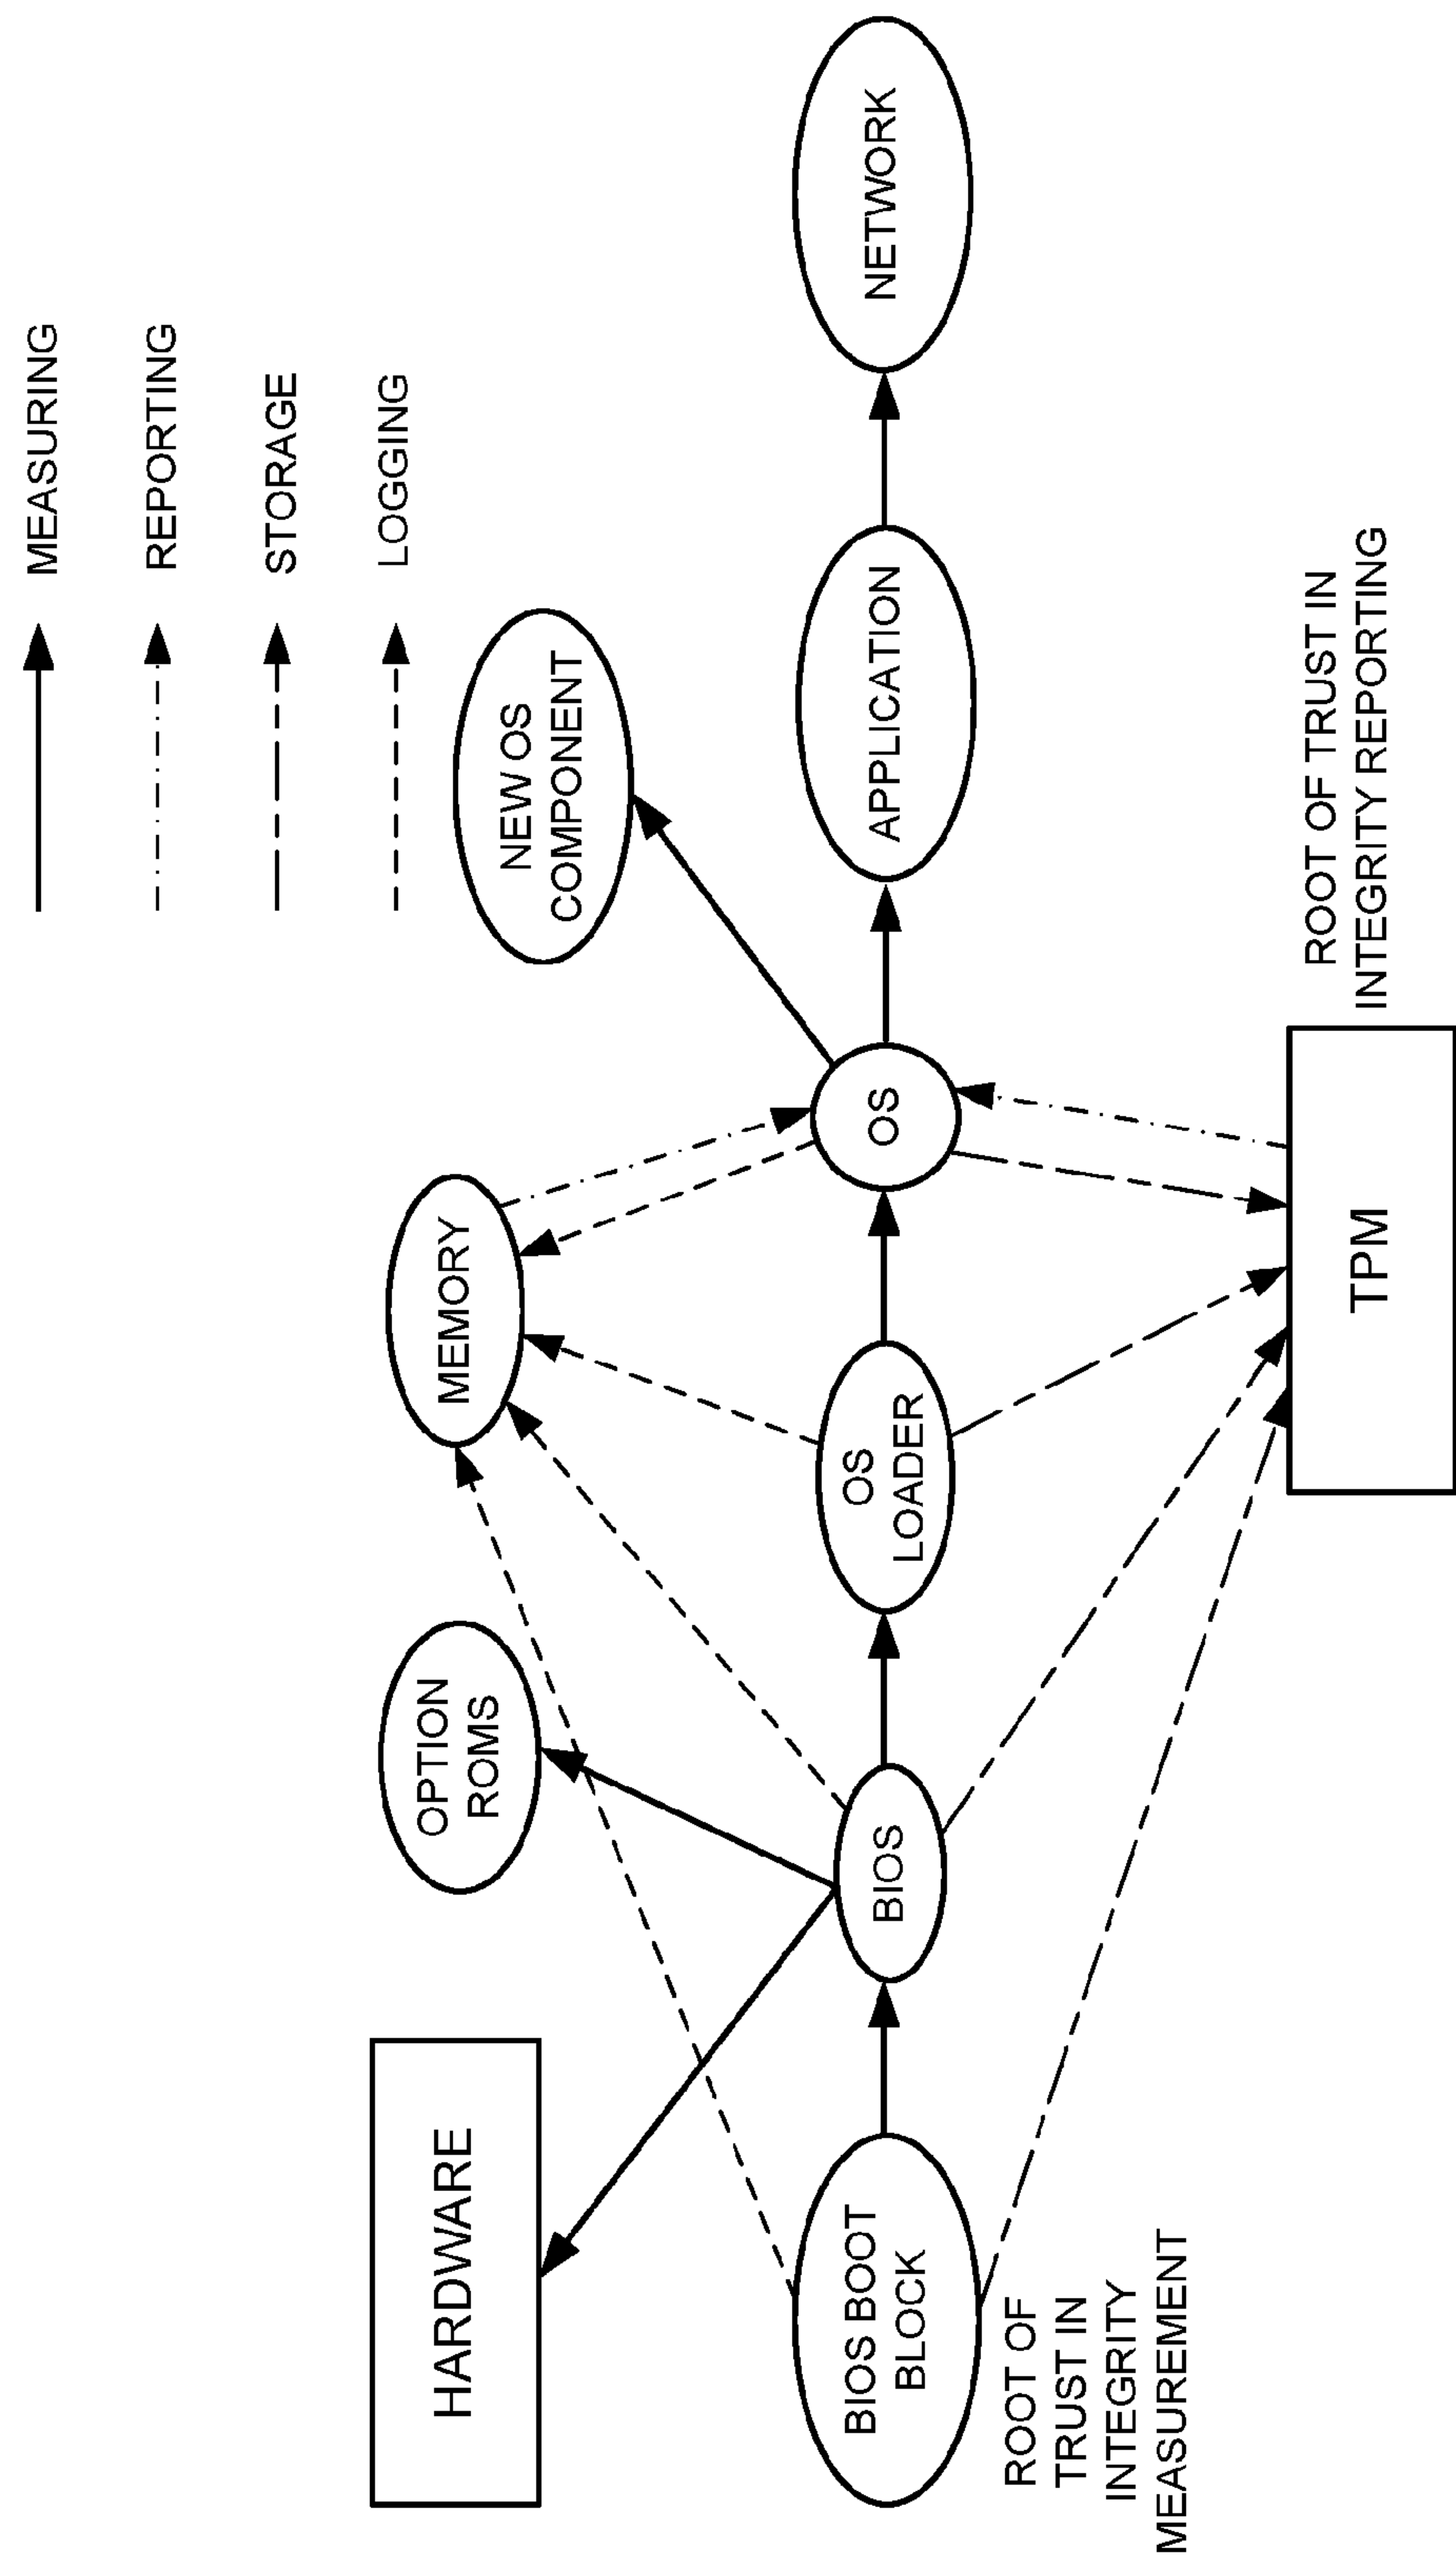 MEASURING
REPORTING
STORAGE
LOGGING
HARDWARE
OPTION
ROMS
MEMORY
NEW OS
COMPONENT
BIOS BOOT
BLOCK
BIOS
OS
LOADER
OS
APPLICATION
NETWORK
ROOT OF
TRUST IN
INTEGRITY
MEASUREMENT
TPM
ROOT OF TRUST IN
INTEGRITY REPORTING